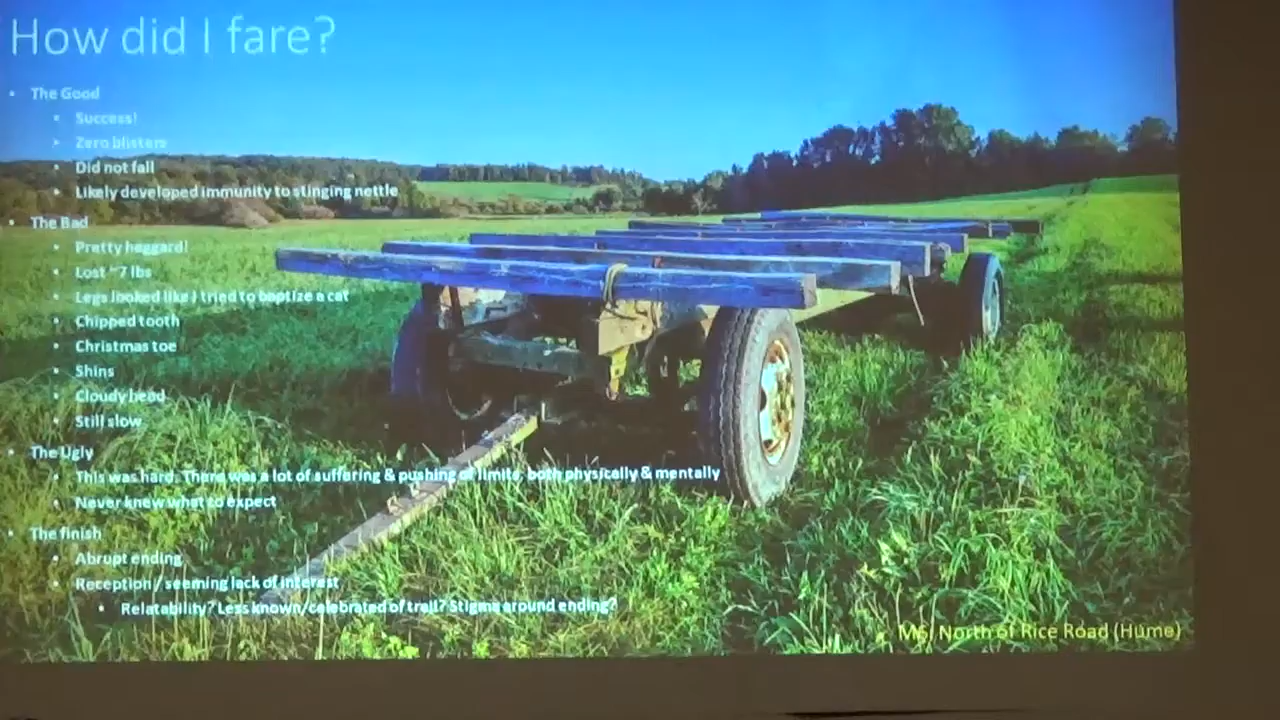 How did I fare?
• The Good
• Success!
• Zero blisters
• Did not fall
• Likely developed immunity to stinging nettle
• The Bad
• Pretty haggard!
• Lost ~7 lbs
• Legs looked like I tried to baptize a cat
• Chipped tooth
• Christmas toe
• Shins
• Cloudy head
• Still slow
• The Ugly
• This was hard. There was a lot of suffering & pushing of limits, both physically & mentally
• Never knew what to expect
• The finish
• Abrupt ending
• Reception / seeming lack of interest
• Relatability? Less known/celebrated of trail? Stigma around ending?
North of Rice Road (Hume)